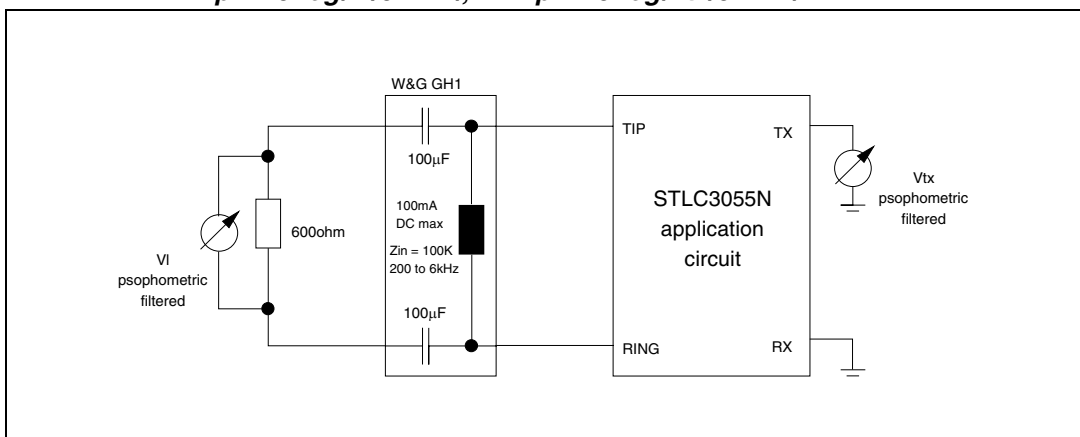 W&G GH1
100μF
TIP
TX
100mA
DC max
Zin = 100K
200 to 6kHz
STLC3055N
application
circuit
Vtx
psophometric
filtered
600ohm
Vl
psophometric
filtered
100μF
RING
RX